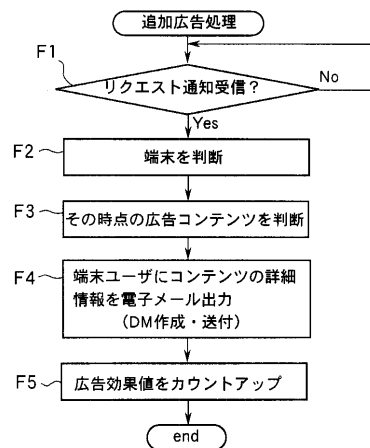 追加広告処理
F1
リクエスト通知受信？
No
Yes
F2
端末を判断
F3
その時点の広告コンテンツを判断
F4
端末ユーザにコンテンツの詳細
情報を電子メール出力
（DM作成・送付）
F5
広告効果値をカウントアップ
end